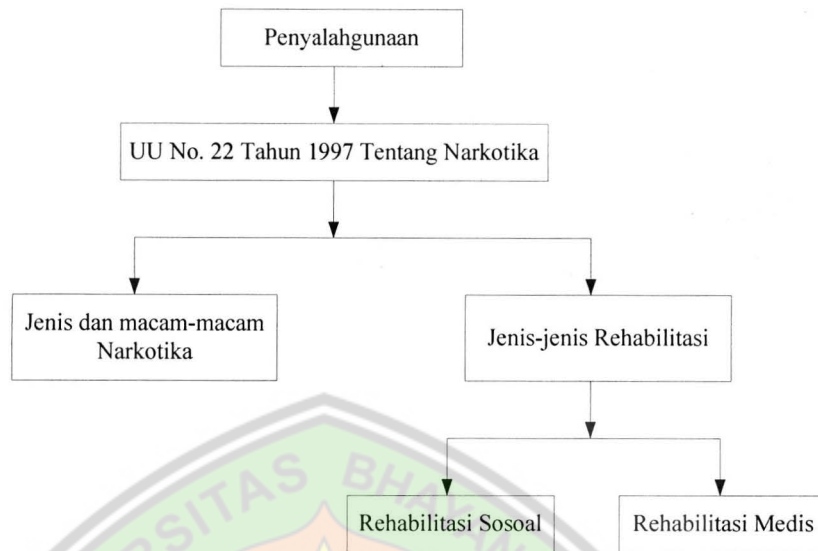 Penyalahgunaan
UU No. 22 Tahun 1997 Tentang Narkotika
Jenis dan macam-macam
Narkotika
Jenis-jenis Rehabilitasi
Rehabilitasi Sosoal
Rehabilitasi Medis